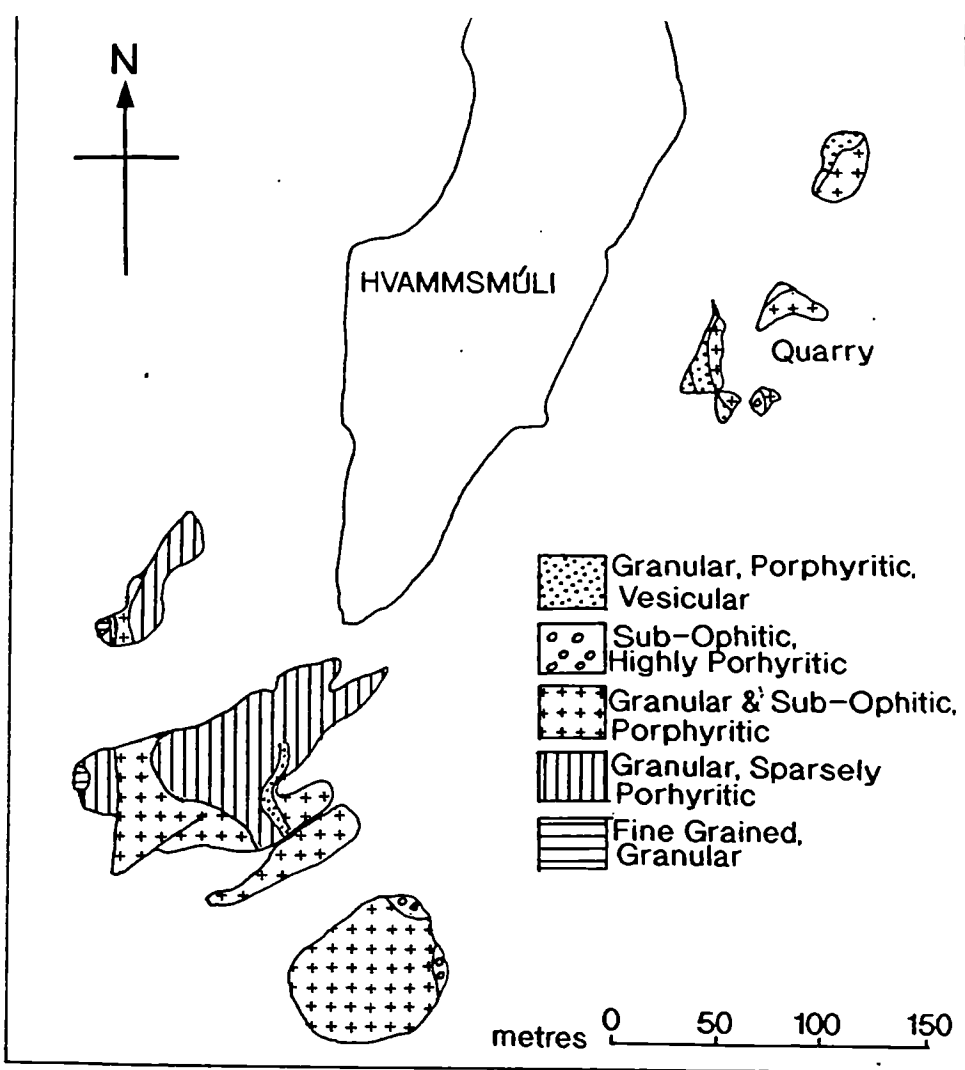 N
HVAMMSMÚLI
Quarry
Granular, Porphyritic,
Vesicular
Sub-Ophitic,
Highly Porhyritic
Granular & Sub-Ophitic,
Porphyritic
Granular, Sparsely
Porhyritic
Fine Grained,
Granular
metres 0 50 100 150